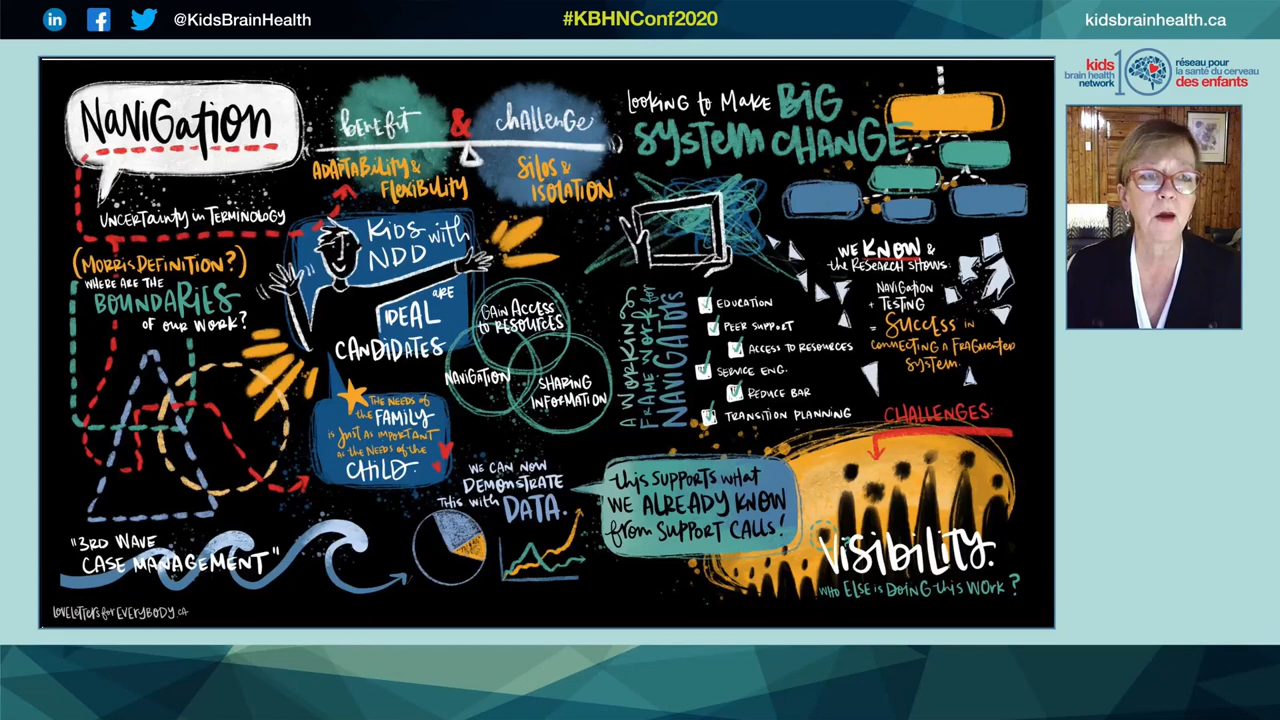 @KidsBrainHealth
#KBHNConf2020
kidsbrainhealth.ca
kids
brain health
network
10
réseau pour
la santé du cerveau
des enfants
NAVIGATION
UNCERTAINTY IN TERMINOLOGY
(MORRIS DEFINITION?)
WHERE ARE THE
BOUNDARIES
OF OUR WORK?
benefit & challenge
ADAPTABILITY &
FLEXIBILITY
SILOS &
ISOLATION
KIDS with
NDD
ARE
IDEAL
CANDIDATES
THE NEEDS OF
the FAMILY
is JUST AS IMPORTANT
AS the NEEDS OF the
CHILD.
GAIN ACCESS
to RESOURCES
NAVIGATION
SHARING
INFORMATION
WE CAN NOW
DEMONSTRATE
THIS with DATA.
"3RD WAVE
CASE MANAGEMENT"
LOVELETTERSFOREVERYBODY.CA
LOOKING to MAKE BIG
SYSTEM CHANGE...
A WORKING
FRAMEWORK for
NAVIGATORS
EDUCATION
PEER SUPPORT
ACCESS to RESOURCES
SERVICE ENG.
REDUCE BAR
TRANSITION PLANNING
WE KNOW &
the RESEARCH SHOWS:
NAVIGATION
+ TESTING
= SUCCESS IN
CONNECTING A FRAGMENTED
SYSTEM.
this SUPPORTS WHAT
WE ALREADY KNOW
from SUPPORT CALLS!
CHALLENGES:
VISIBILITY.
WHO ELSE is DOING this WORK?